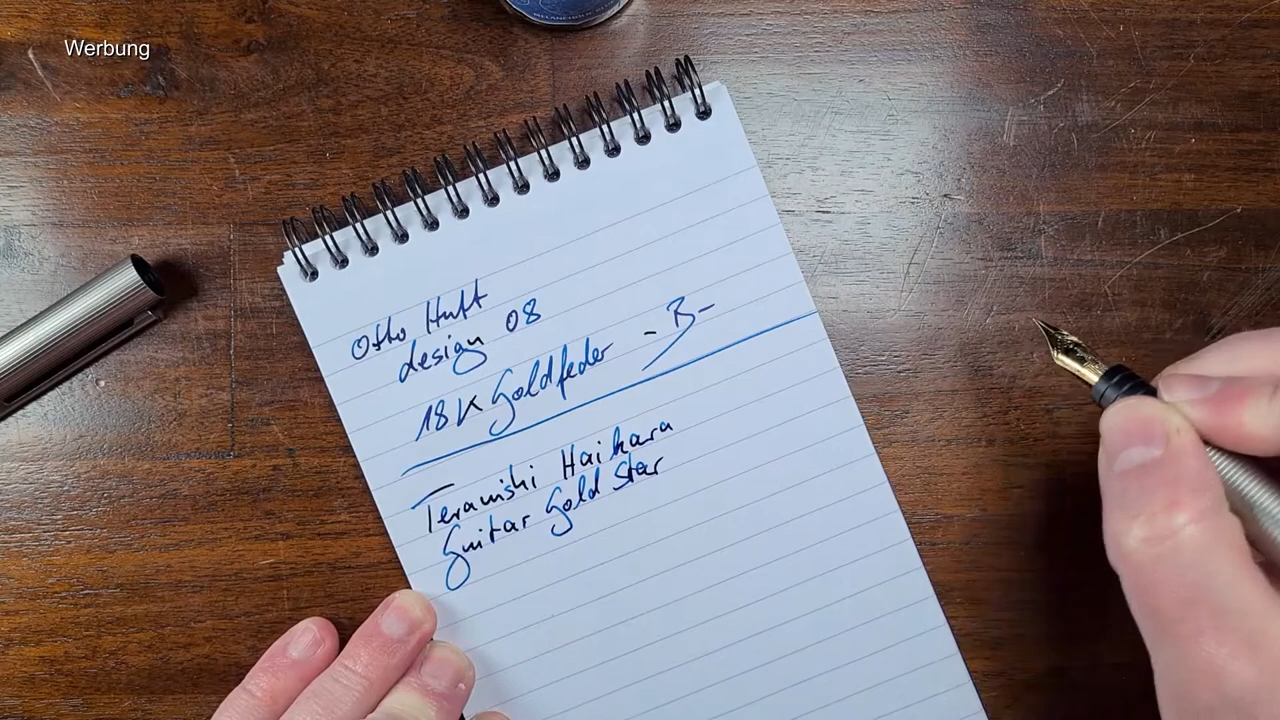 Werbung
Otto Hutt
design 08
18K Goldfeder - B -
Teranishi Haikara
Guitar Gold Star